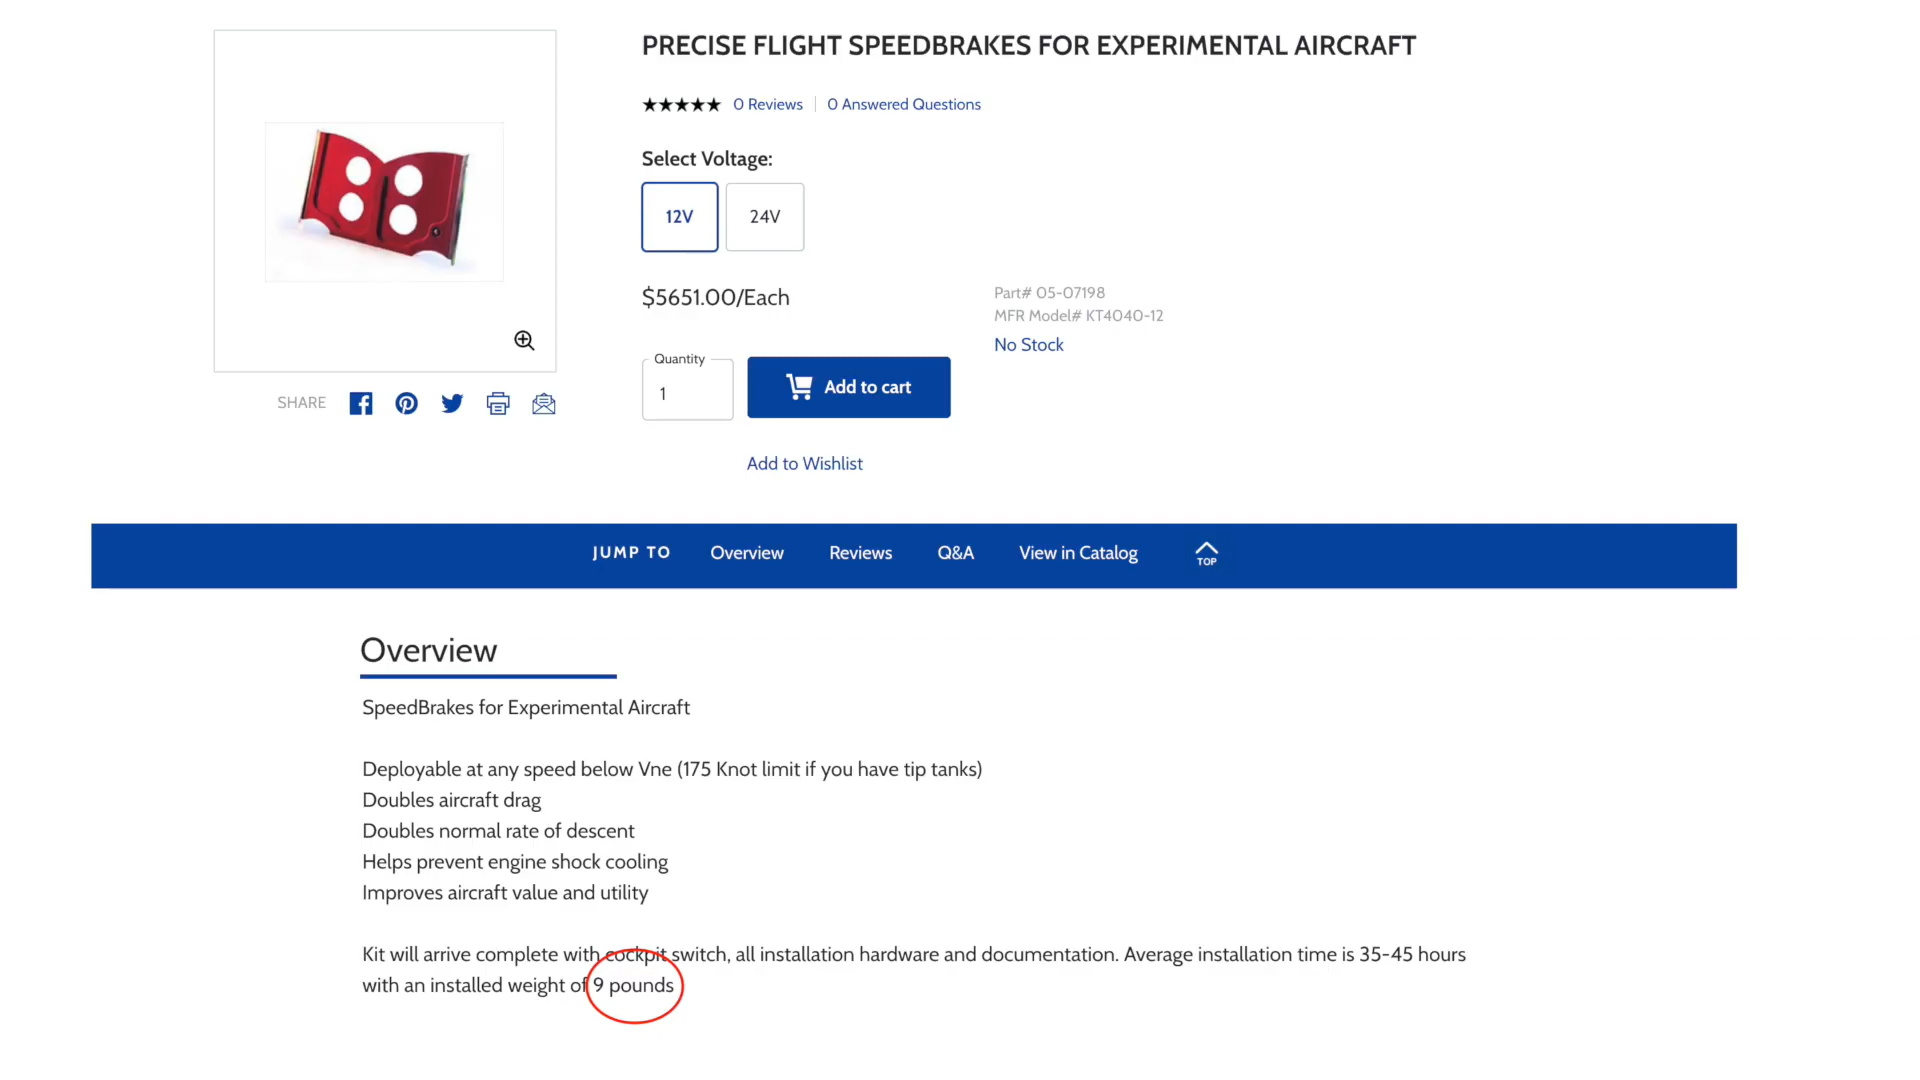 PRECISE FLIGHT SPEEDBRAKES FOR EXPERIMENTAL AIRCRAFT
0 Reviews
0 Answered Questions
Select Voltage:
12V
24V
$5651.00/Each
Part# 05-07198
MFR Model# KT4040-12
No Stock
Quantity
1
Add to cart
SHARE
Add to Wishlist
JUMP TO
Overview
Reviews
Q&A
View in Catalog
TOP
Overview
SpeedBrakes for Experimental Aircraft
Deployable at any speed below Vne (175 Knot limit if you have tip tanks)
Doubles aircraft drag
Doubles normal rate of descent
Helps prevent engine shock cooling
Improves aircraft value and utility
Kit will arrive complete with cockpit switch, all installation hardware and documentation. Average installation time is 35-45 hours
with an installed weight of 9 pounds